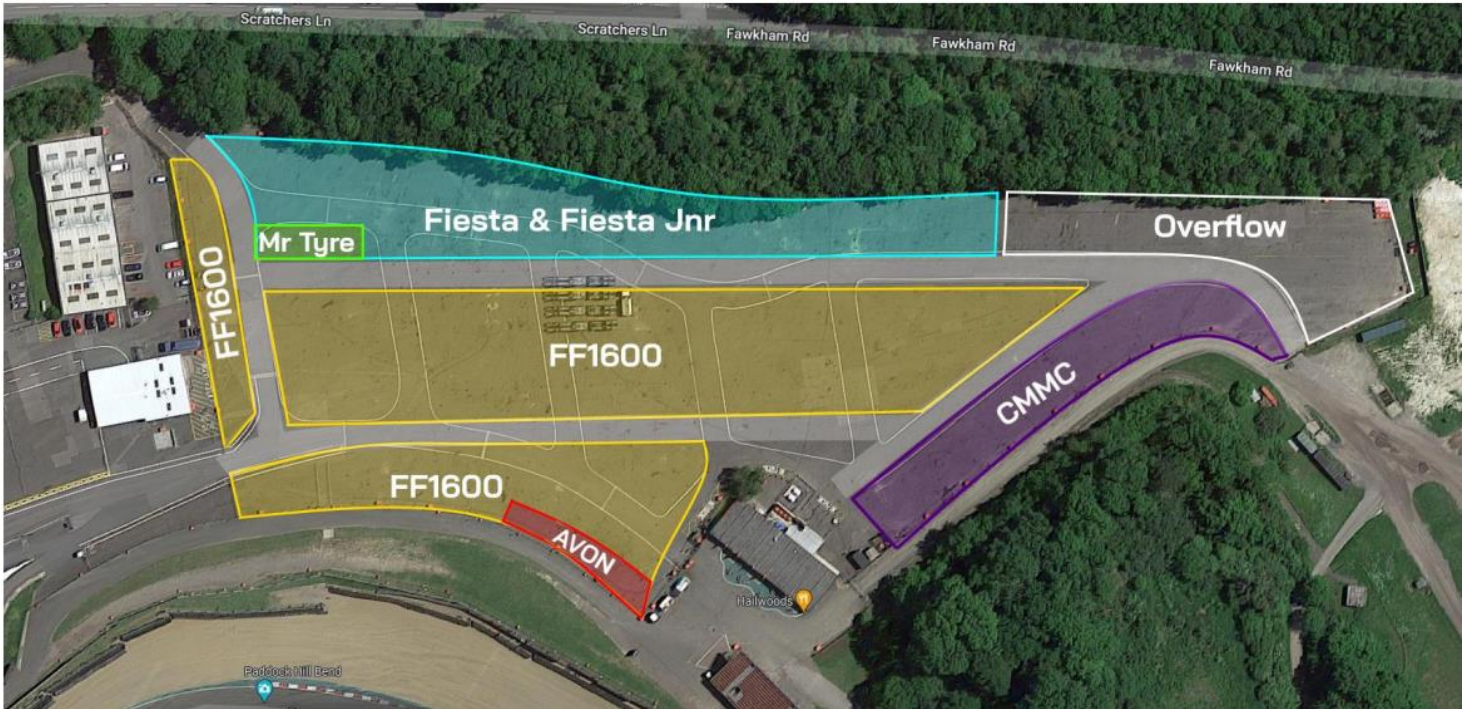 Scratchers Ln
Scratchers Ln
Fawkham Rd
Fawkham Rd
Fawkham Rd
Fiesta & Fiesta Jnr
Overflow
Mr Tyre
FF1600
FF1600
CMMC
FF1600
AVON
Hailwoods
Paddock Hill Bend